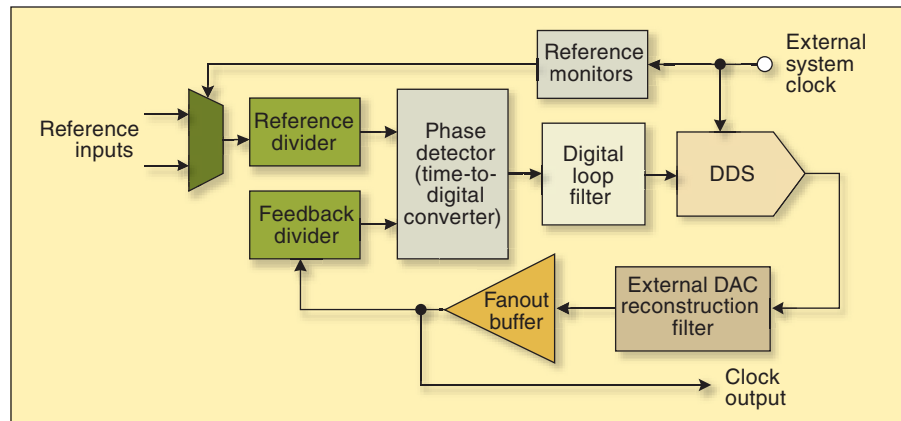 Reference
monitors
External
system
clock
Reference
inputs
Reference
divider
Phase
detector
(time-to-
digital
converter)
Digital
loop
filter
DDS
Feedback
divider
Fanout
buffer
External DAC
reconstruction
filter
Clock
output